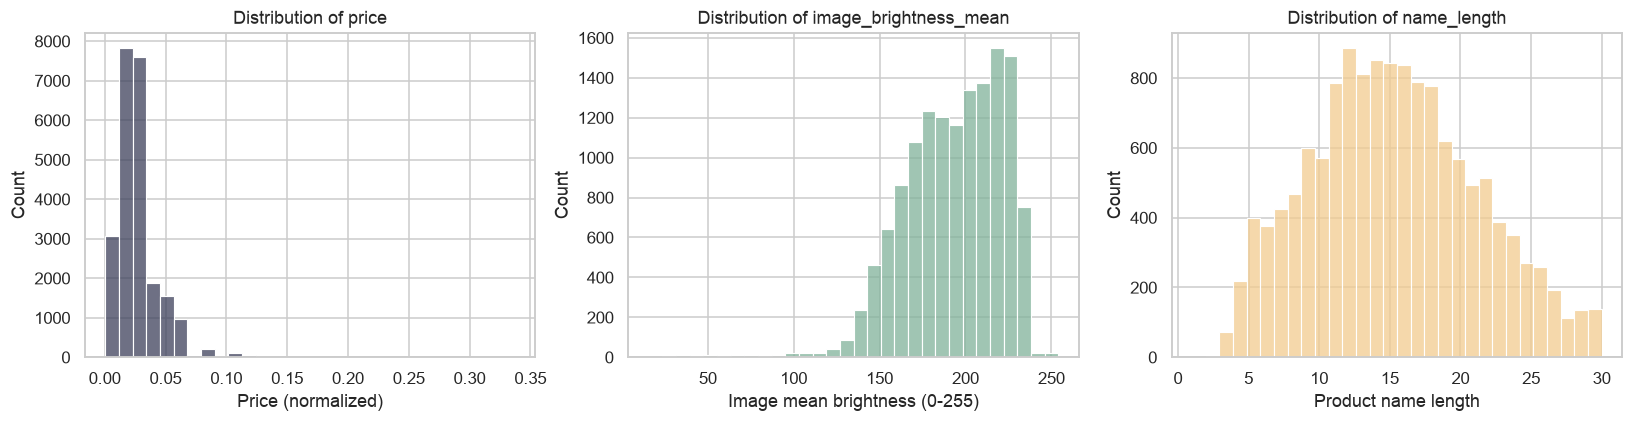 Distribution of price
8000
7000
6000
5000
4000
3000
2000
1000
0
Count
0.00 0.05 0.10 0.15 0.20 0.25 0.30 0.35
Price (normalized)
Distribution of image_brightness_mean
1600
1400
1200
1000
800
600
400
200
0
Count
50 100 150 200 250
Image mean brightness (0-255)
Distribution of name_length
800
600
400
200
0
Count
0 5 10 15 20 25 30
Product name length